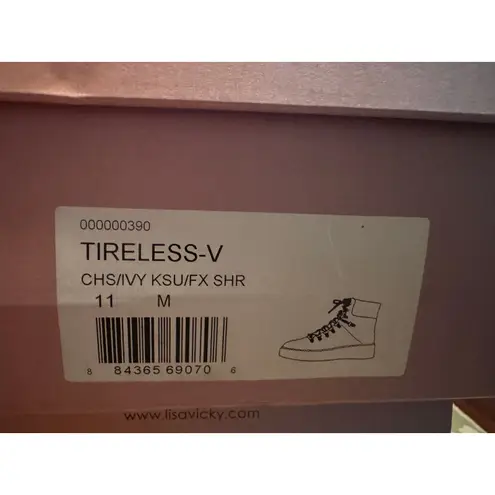 000000390
TIRELESS-V
CHS/IVY KSU/FX SHR
11 M
8 84365 69070 6
www.lisavicky.com